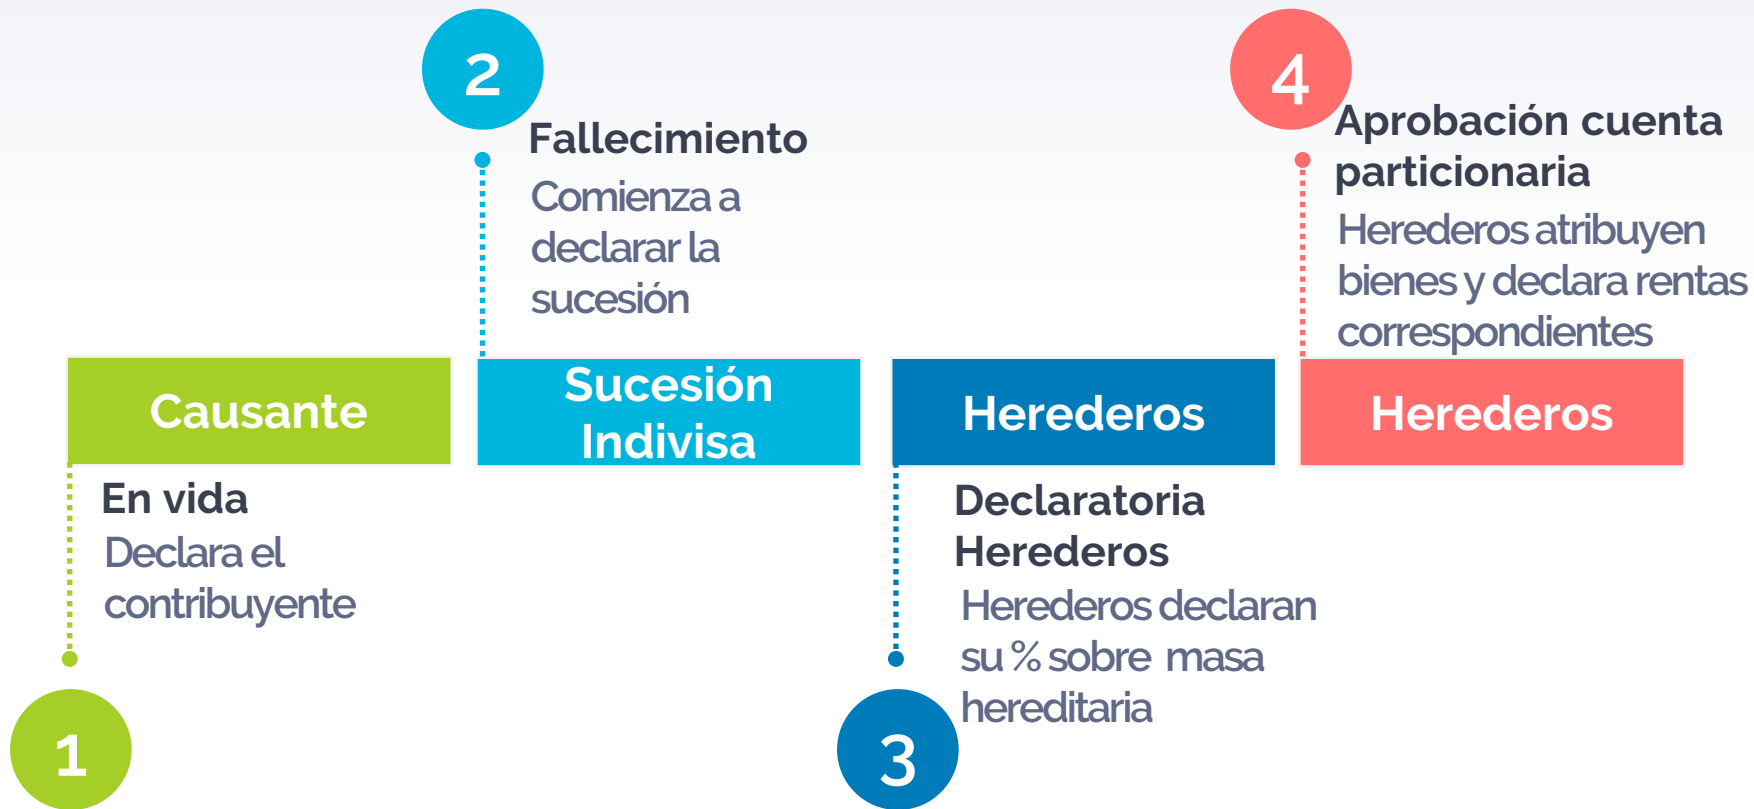 2
Fallecimiento
Comienza a
declarar la
sucesión
4
Aprobación cuenta
particionaria
Herederos atribuyen
bienes y declara rentas
correspondientes
Causante
Sucesión
Indivisa
Herederos
Herederos
En vida
Declara el
contribuyente
1
Declaratoria
Herederos
Herederos declaran
su % sobre masa
hereditaria
3